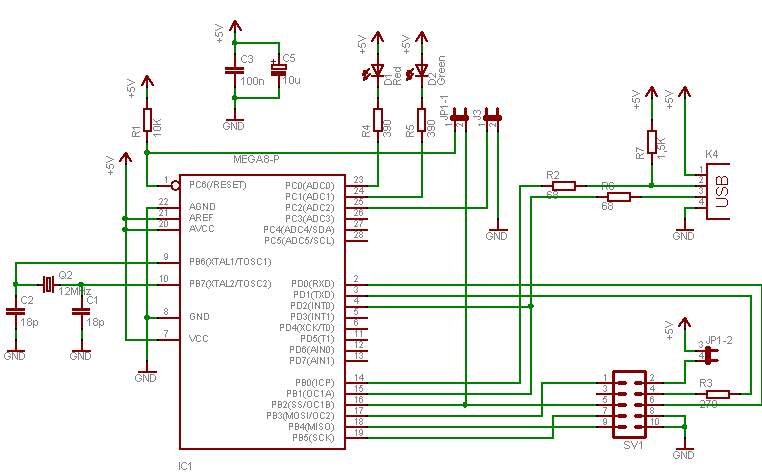 +5V
C3
100n
C5
10u
+
GND
+5V
D1
Red
R4
390
+5V
D2
Green
R5
390
JP1-1
1
2
J3
1
2
+5V
R1
10K
+5V
+5V
R7
1,5K
+5V
K4
USB
1
2
3
4
R2
68
R6
68
GND
GND
MEGA8-P
1 PC6(/RESET)
22 AGND
21 AREF
20 AVCC
9 PB6(XTAL1/TOSC1)
10 PB7(XTAL2/TOSC2)
8 GND
7 VCC
PC0(ADC0) 23
PC1(ADC1) 24
PC2(ADC2) 25
PC3(ADC3) 26
PC4(ADC4/SDA) 27
PC5(ADC5/SCL) 28
PD0(RXD) 2
PD1(TXD) 3
PD2(INT0) 4
PD3(INT1) 5
PD4(XCK/T0) 6
PD5(T1) 11
PD6(AIN0) 12
PD7(AIN1) 13
PB0(ICP) 14
PB1(OC1A) 15
PB2(SS/OC1B) 16
PB3(MOSI/OC2) 17
PB4(MISO) 18
PB5(SCK) 19
IC1
Q2
12MHz
C2
18p
C1
18p
GND
GND
GND
+5V
JP1-2
3
4
R3
270
1 2
3 4
5 6
7 8
9 10
SV1
GND